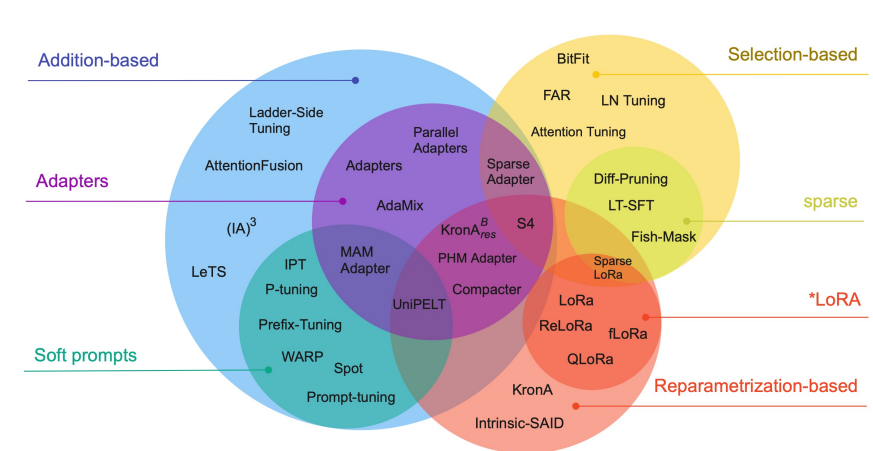 Addition-based
Selection-based
BitFit
FAR
LN Tuning
Attention Tuning
Ladder-Side
Tuning
AttentionFusion
Parallel
Adapters
Adapters
Adapters
Sparse
Adapter
AdaMix
Diff-Pruning
LT-SFT
Fish-Mask
sparse
(IA)³
KronA^B_res
S4
LeTS
IPT
MAM
Adapter
PHM Adapter
Sparse
LoRa
P-tuning
UniPELT
Compacter
LoRa
*LoRA
Prefix-Tuning
ReLoRa
fLoRa
QLoRa
Soft prompts
WARP
Spot
Prompt-tuning
KronA
Reparametrization-based
Intrinsic-SAID